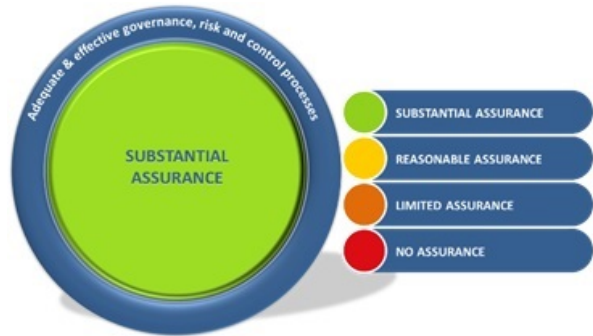 Adequate & effective governance, risk and control processes
SUBSTANTIAL
ASSURANCE
SUBSTANTIAL ASSURANCE
REASONABLE ASSURANCE
LIMITED ASSURANCE
NO ASSURANCE